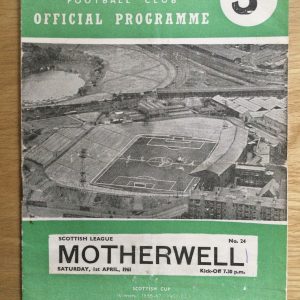 FOOTBALL CLUB
OFFICIAL PROGRAMME
3
SCOTTISH LEAGUE
No. 24
MOTHERWELL
SATURDAY, 1st APRIL, 1961
Kick-Off 7.30 p.m.
SCOTTISH CUP